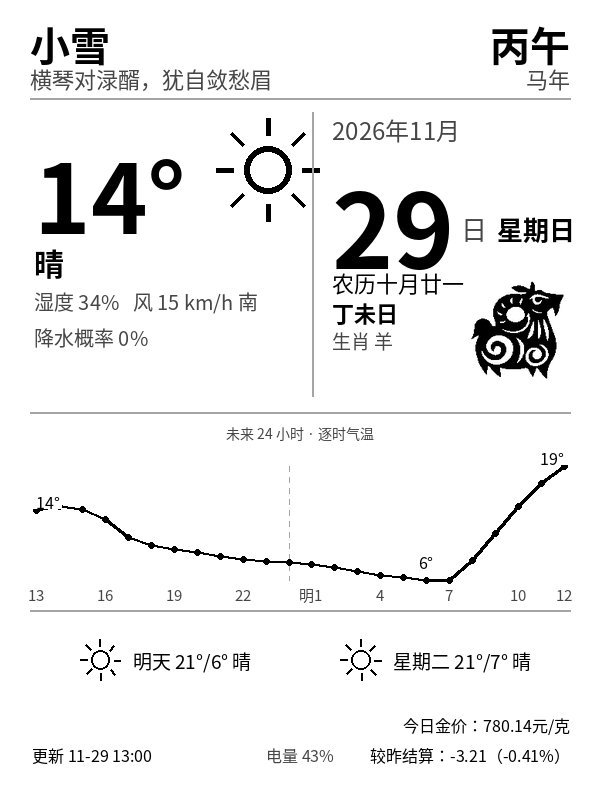 小雪
丙午
横琴对渌醑，犹自敛愁眉
马年
14°
晴
湿度 34%  风 15 km/h 南
降水概率 0%
2026年11月
29 日 星期日
农历十月廿一
丁未日
生肖 羊
未来 24 小时 · 逐时气温
14°
6°
19°
13 16 19 22 明1 4 7 10 12
明天 21°/6° 晴
星期二 21°/7° 晴
今日金价：780.14元/克
更新 11-29 13:00
电量 43%
较昨结算：-3.21（-0.41%）